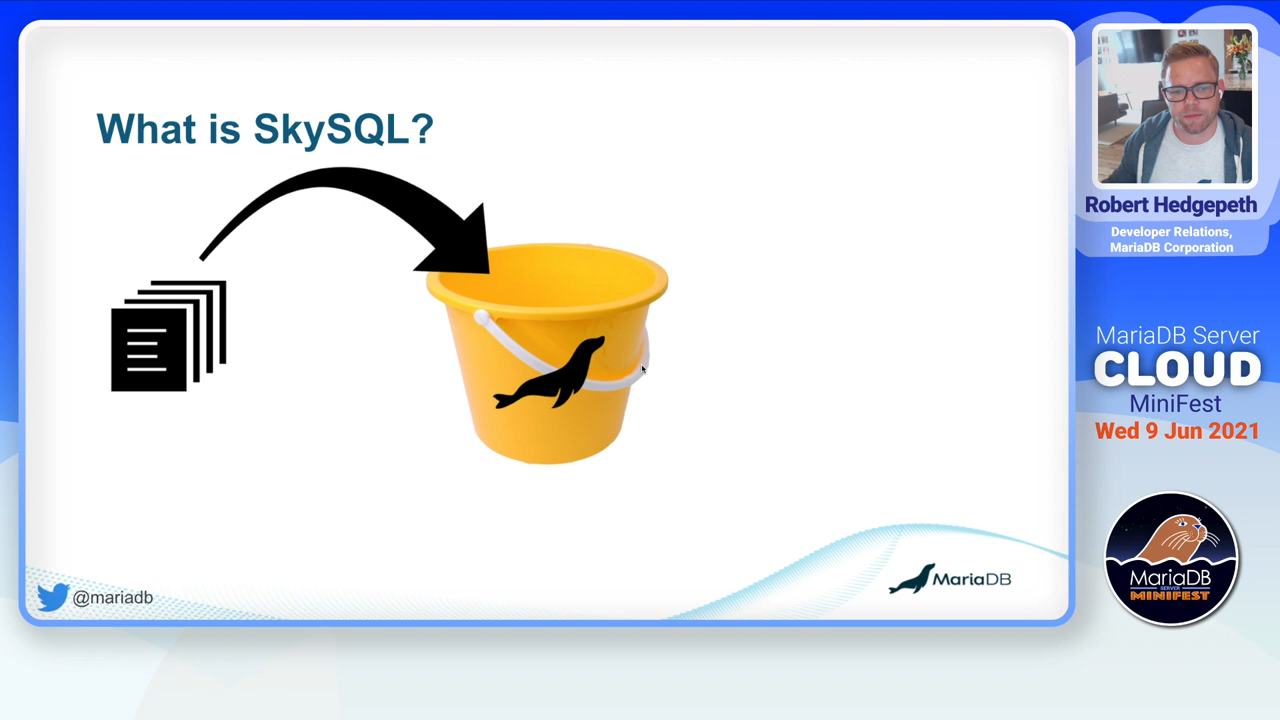 What is SkySQL?
@mariadb
MariaDB
Robert Hedgepeth
Developer Relations,
MariaDB Corporation
MariaDB Server
CLOUD
MiniFest
Wed 9 Jun 2021
MariaDB
SERVER
MINIFEST